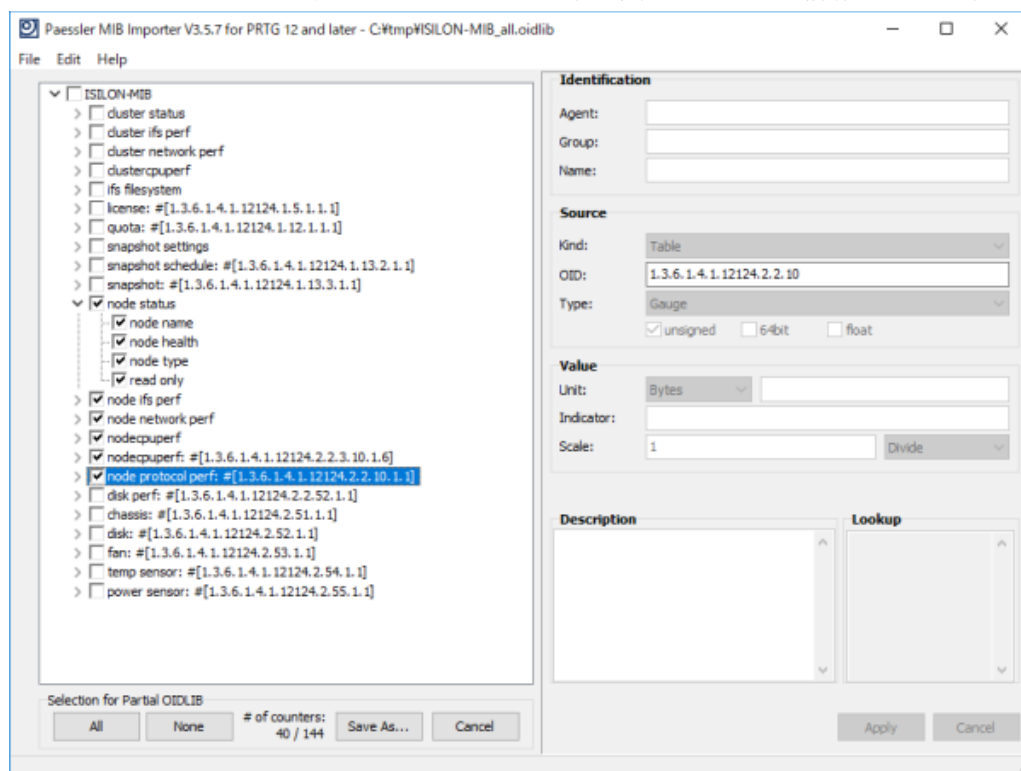 Paessler MIB Importer V3.5.7 for PRTG 12 and later - C:¥tmp¥ISILON-MIB_all.oidlib
File Edit Help
ISILON-MIB
cluster status
cluster ifs perf
cluster network perf
clustercpuperf
ifs filesystem
license: #[1.3.6.1.4.1.12124.1.5.1.1.1]
quota: #[1.3.6.1.4.1.12124.1.12.1.1.1]
snapshot settings
snapshot schedule: #[1.3.6.1.4.1.12124.1.13.2.1.1]
snapshot: #[1.3.6.1.4.1.12124.1.13.3.1.1]
node status
node name
node health
node type
read only
node ifs perf
node network perf
nodecpuperf
nodecpuperf: #[1.3.6.1.4.1.12124.2.2.3.10.1.6]
node protocol perf: #[1.3.6.1.4.1.12124.2.2.10.1.1]
disk perf: #[1.3.6.1.4.1.12124.2.2.52.1.1]
chassis: #[1.3.6.1.4.1.12124.2.51.1.1]
disk: #[1.3.6.1.4.1.12124.2.52.1.1]
fan: #[1.3.6.1.4.1.12124.2.53.1.1]
temp sensor: #[1.3.6.1.4.1.12124.2.54.1.1]
power sensor: #[1.3.6.1.4.1.12124.2.55.1.1]
Selection for Partial OIDLIB
All None # of counters: 40 / 144 Save As... Cancel
Identification
Agent:
Group:
Name:
Source
Kind: Table
OID: 1.3.6.1.4.1.12124.2.2.10
Type: Gauge
unsigned 64bit float
Value
Unit: Bytes
Indicator:
Scale: 1 Divide
Description Lookup
Apply Cancel